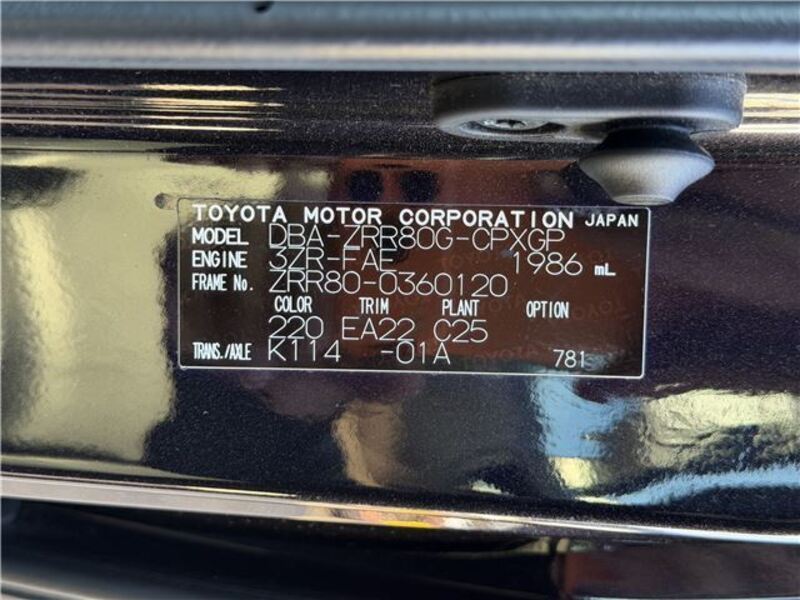 TOYOTA MOTOR CORPORATION JAPAN
MODEL DBA-ZRR80G-CPXGP
ENGINE 3ZR-FAE 1986 mL
FRAME No. ZRR80-0360120
COLOR TRIM PLANT OPTION
220 EA22 C25
TRANS./AXLE K114 -01A 781